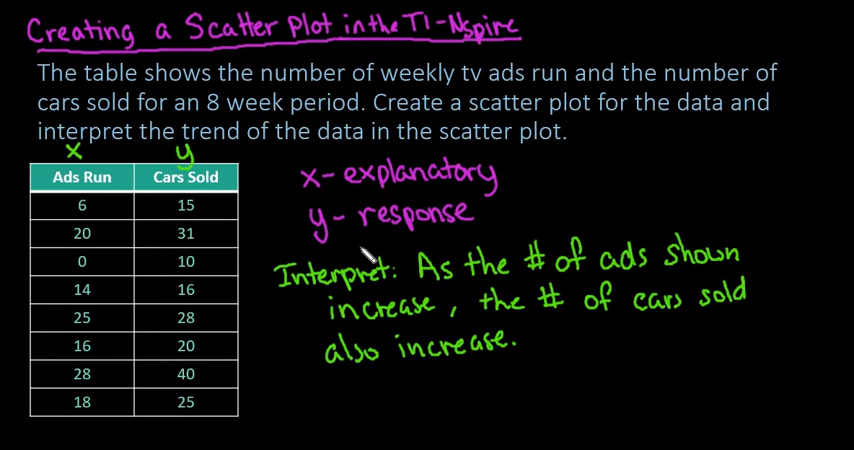 Creating a Scatter Plot in the TI-Nspire
The table shows the number of weekly tv ads run and the number of
cars sold for an 8 week period. Create a scatter plot for the data and
interpret the trend of the data in the scatter plot.
x y
Ads Run Cars Sold
6 15
20 31
0 10
14 16
25 28
16 20
28 40
18 25
x - explanatory
y - response
Interpret: As the # of ads shown
increase, the # of cars sold
also increase.